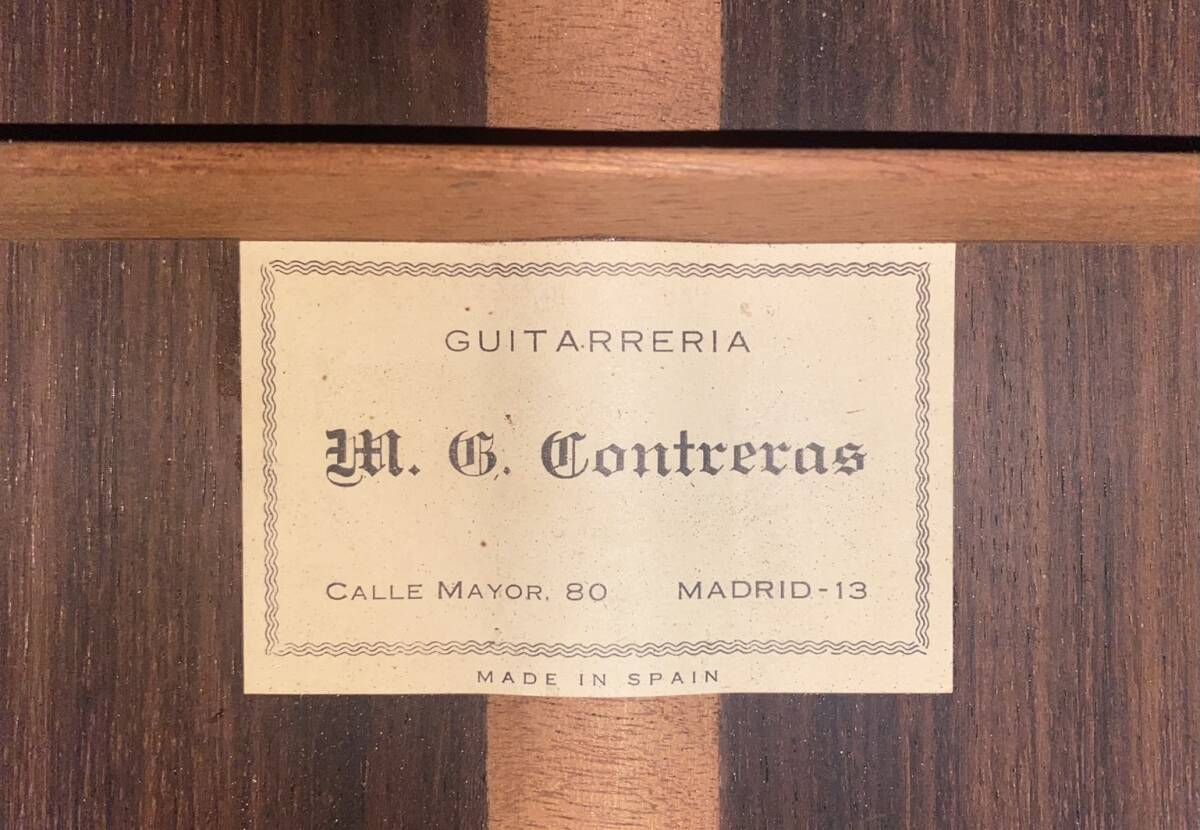 GUITARRERIA
M. G. Contreras
CALLE MAYOR, 80 MADRID-13
MADE IN SPAIN